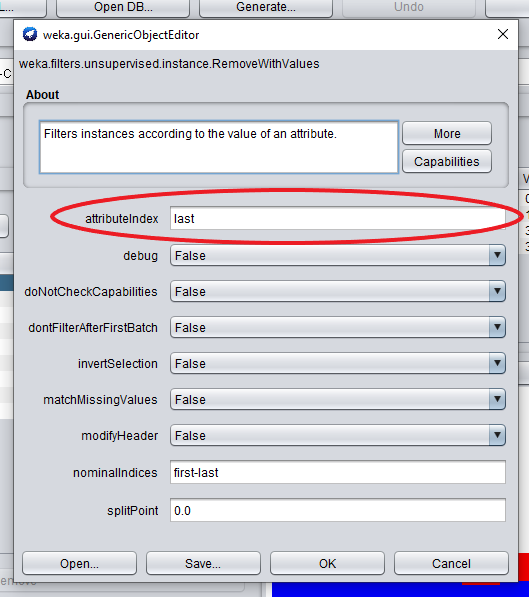 Open DB...
Generate...
Undo
weka.gui.GenericObjectEditor
weka.filters.unsupervised.instance.RemoveWithValues
About
Filters instances according to the value of an attribute.
More
Capabilities
attributeIndex last
debug False
doNotCheckCapabilities False
dontFilterAfterFirstBatch False
invertSelection False
matchMissingValues False
modifyHeader False
nominalIndices first-last
splitPoint 0.0
Open... Save... OK Cancel